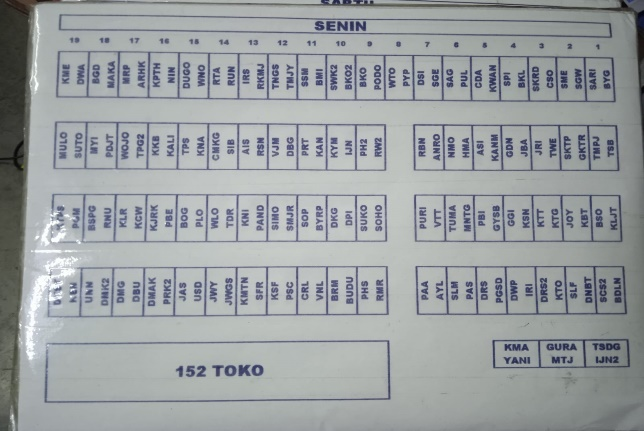 SENIN
19 18 17 16 15 14 13 12 11 10 9 8 7 6 5 4 3 2 1
KME DWA BGD MAKA MRP ARHK KPTH NIN DUGO WNO RTA RUN IRS RKMJ TNGS TMJY SSM BMI SWK2 BKO2 BKO PODO WTO PYP DSI SGE SAG PUL CDA KWAN SPI BKL SKRD CSO SME SGW SARI BYG
MULO SUTO MYI PDJT WOJO TPG2 KKB KALI TPS KNA CMKG SIB AIS RSN VJM DBG PRT KAN KYM IJN PH2 RW2 RBN ANRO NMO HMA ASI KANM GDN JBA JRI TWE SKTP GKTR TMPJ TSB
PGM BSPG RNU KLR KCW KJRK PBE BOG PLO WLO TDR KNI PAND SIMO SMJR SOP BYRP DKG DPI SUKO SOHO PURI VTT TUMA MNTG PBI GYSB GGI KSN KTT KTG JOY KBT BSO KLJT
UNN DMK2 DMG DBU DMAK PRK2 JAS USD JWY JWGS KMTN SFR KSF PSC CRL VNL BRM BUDU PHS RMR PAA AYL SLM PAS DRS PGSD DWP IRI DRS2 KTO SLF DNBT SCS2 BDLN
152 TOKO
KMA GURA TSDG
YANI MTJ IJN2